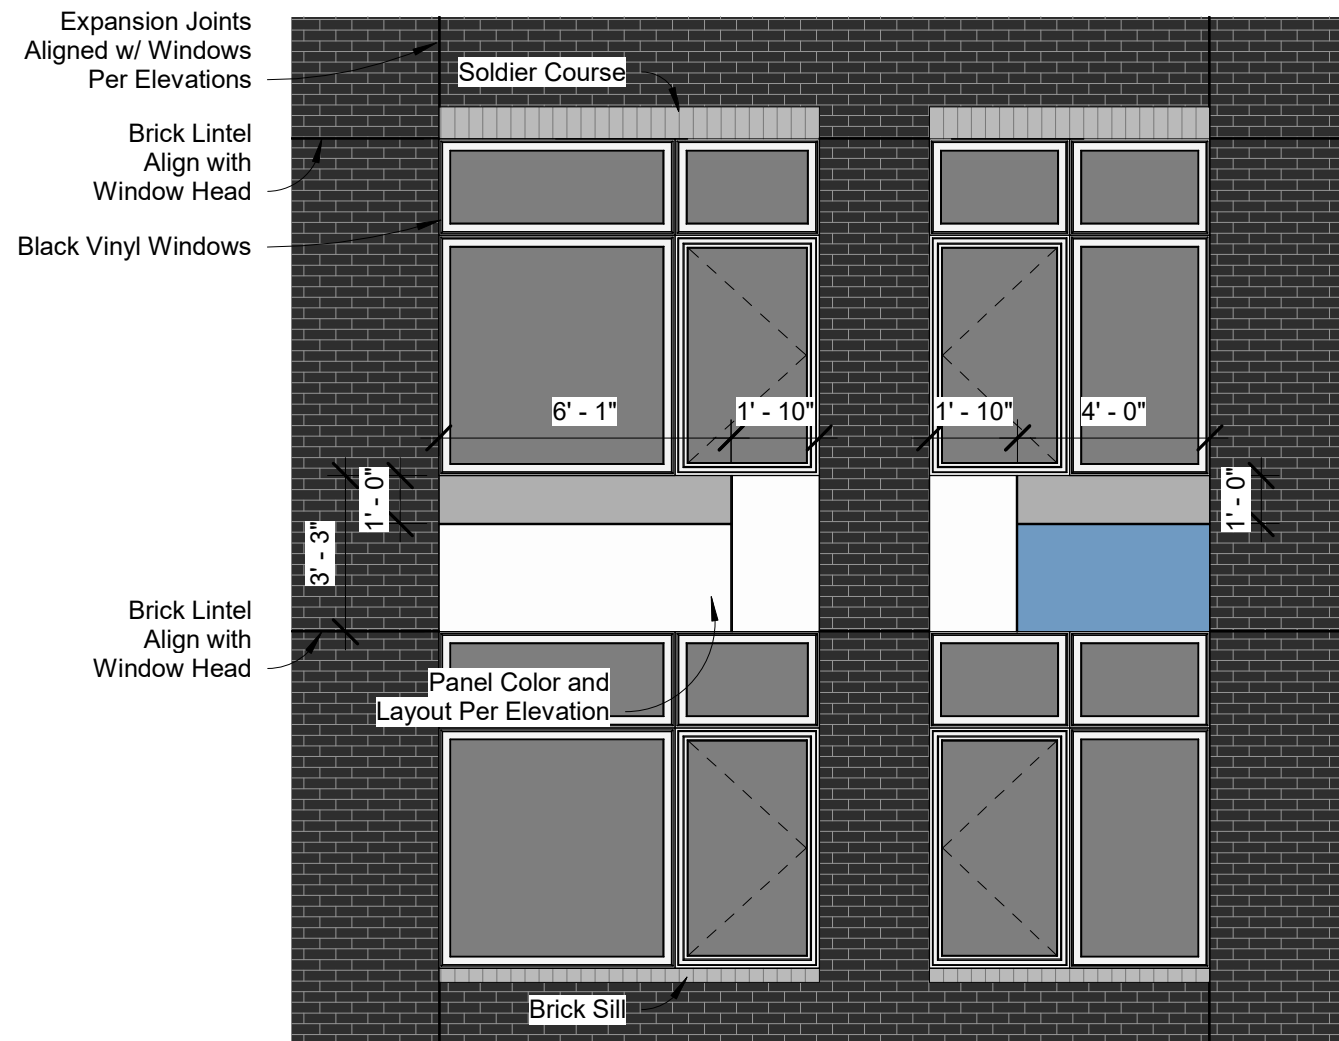 Expansion Joints
Aligned w/ Windows
Per Elevations
Soldier Course
Brick Lintel
Align with
Window Head
Black Vinyl Windows
6' - 1"
1' - 10"
1' - 10"
4' - 0"
1' - 0"
3' - 3"
1' - 0"
Brick Lintel
Align with
Window Head
Panel Color and
Layout Per Elevation
Brick Sill